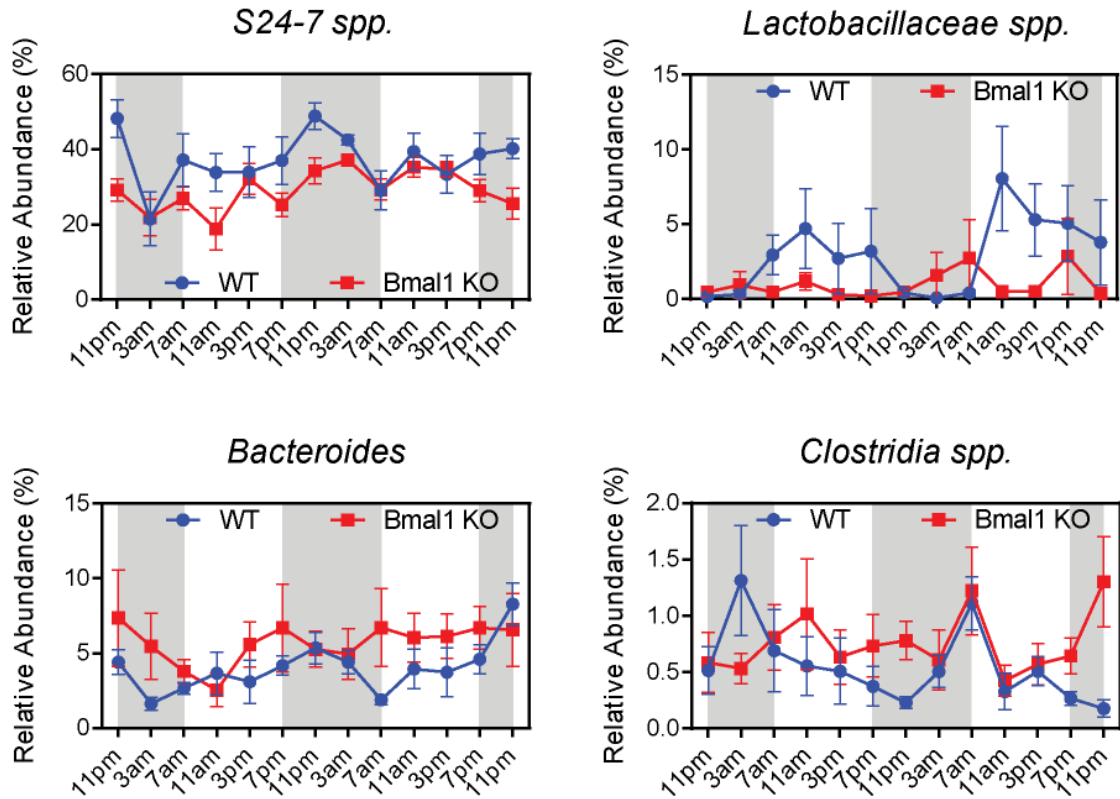 S24-7 spp.
Relative Abundance (%)
60
40
20
0
WT
Bmal1 KO
11pm 3am 7am 11am 3pm 7pm 11pm 3am 7am 11am 3pm 7pm 11pm
Lactobacillaceae spp.
Relative Abundance (%)
15
10
5
0
WT
Bmal1 KO
11pm 3am 7am 11am 3pm 7pm 11pm 3am 7am 11am 3pm 7pm 11pm
Bacteroides
Relative Abundance (%)
15
10
5
0
WT
Bmal1 KO
11pm 3am 7am 11am 3pm 7pm 11pm 3am 7am 11am 3pm 7pm 11pm
Clostridia spp.
Relative Abundance (%)
2.0
1.5
1.0
0.5
0.0
WT
Bmal1 KO
11pm 3am 7am 11am 3pm 7pm 11pm 3am 7am 11am 3pm 7pm 11pm